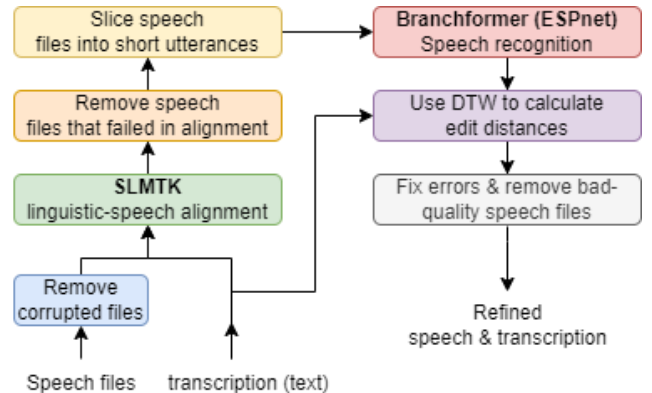 Slice speech
files into short utterances
Branchformer (ESPnet)
Speech recognition
Remove speech
files that failed in alignment
Use DTW to calculate
edit distances
SLMTK
linguistic-speech alignment
Fix errors & remove bad-
quality speech files
Remove
corrupted files
Refined
speech & transcription
Speech files
transcription (text)